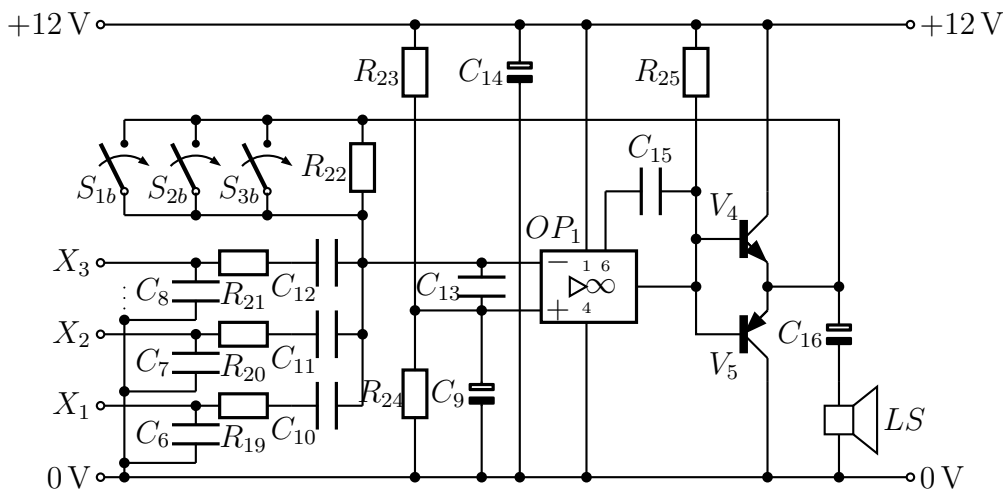 +12 V +12 V
R23 C14 R25
C15
S1b S2b S3b R22
V4
OP1
X3 − 1 6
C8 R21 C12 C13 ▷∞
+ 4
X2
C7 R20 C11 V5 C16
R24 C9
X1
C6 R19 C10 LS
0 V 0 V